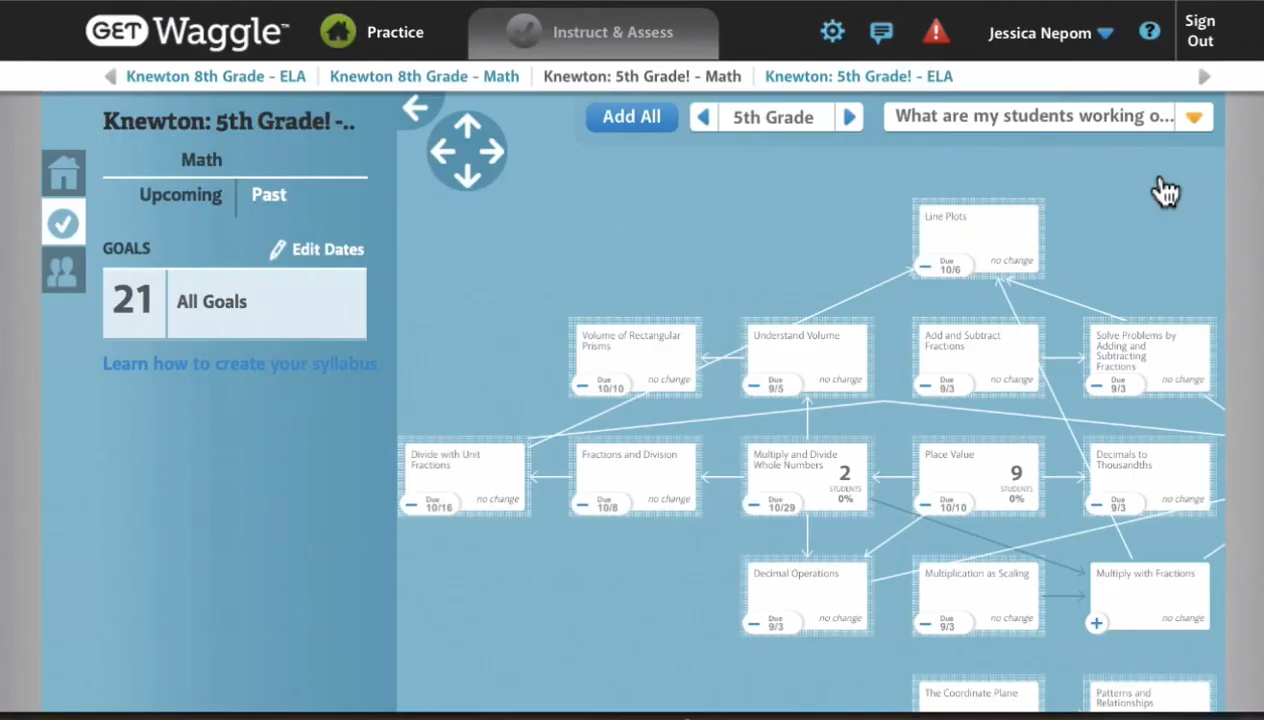 GET Waggle™
Practice
Instruct & Assess
Jessica Nepom
?
Sign
Out
Knewton 8th Grade - ELA
Knewton 8th Grade - Math
Knewton: 5th Grade! - Math
Knewton: 5th Grade! - ELA
Knewton: 5th Grade! -..
Math
Upcoming
Past
GOALS
Edit Dates
21
All Goals
Learn how to create your syllabus
Add All
5th Grade
What are my students working o...
Line Plots
Due
10/6
no change
Volume of Rectangular
Prisms
Due
10/10
no change
Understand Volume
Due
9/5
no change
Add and Subtract
Fractions
Due
9/3
no change
Solve Problems by
Adding and
Subtracting
Fractions
Due
9/3
no change
Divide with Unit
Fractions
Due
10/16
no change
Fractions and Division
Due
10/8
no change
Multiply and Divide
Whole Numbers
2
STUDENTS
0%
Due
10/29
Place Value
9
STUDENTS
0%
Due
10/10
Decimals to
Thousandths
Due
9/3
no change
Decimal Operations
Due
9/3
no change
Multiplication as Scaling
Due
9/3
no change
Multiply with Fractions
no change
The Coordinate Plane
Patterns and
Relationships